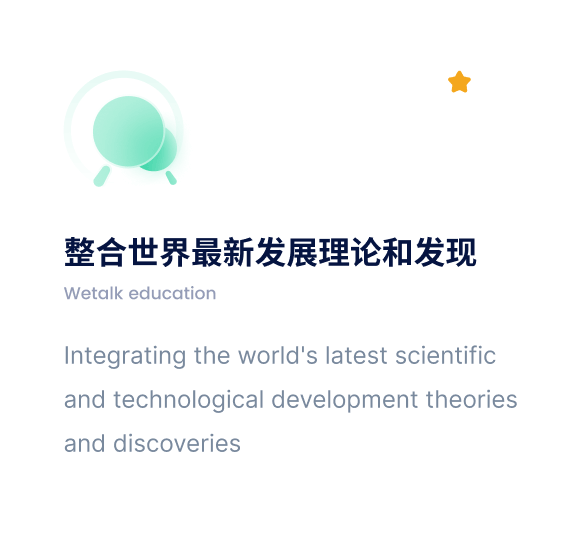 整合世界最新发展理论和发现
Wetalk education
Integrating the world's latest scientific
and technological development theories
and discoveries